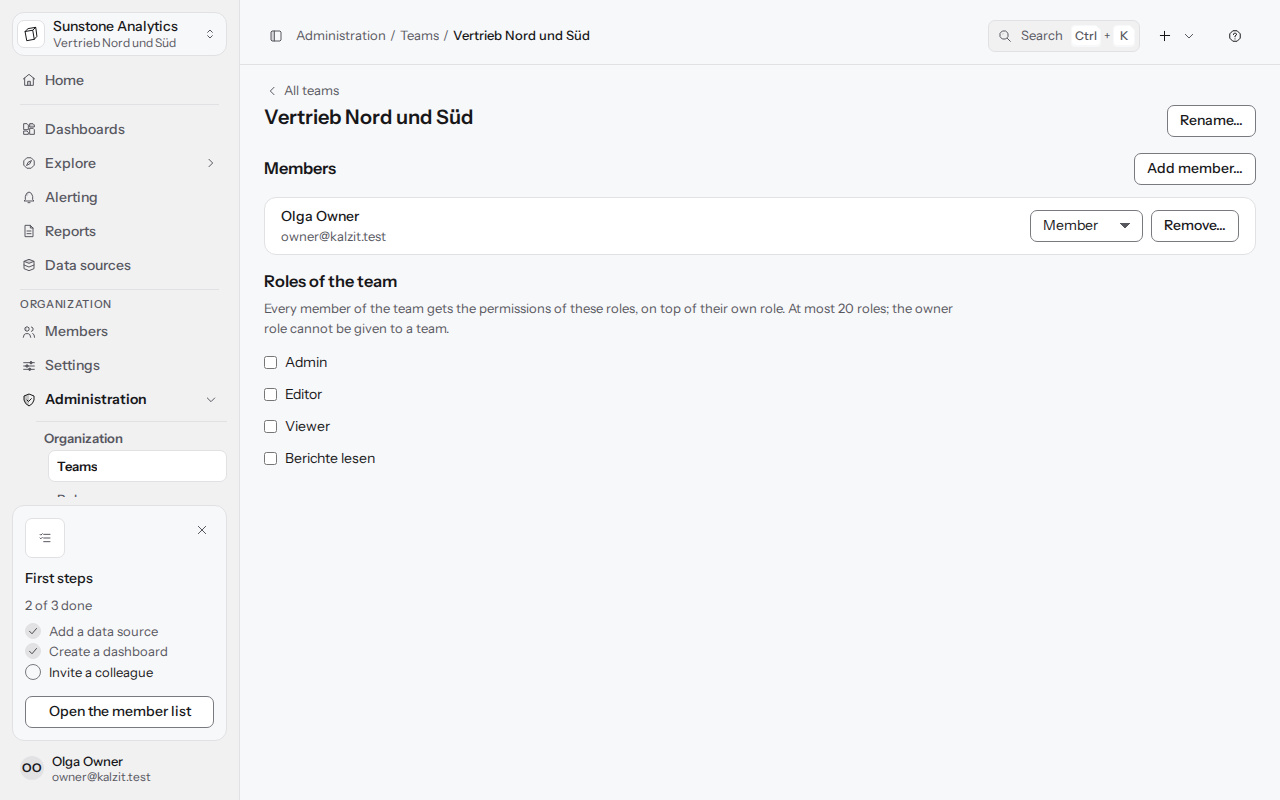 Sunstone Analytics
Vertrieb Nord und Süd
Home
Dashboards
Explore
Alerting
Reports
Data sources
ORGANIZATION
Members
Settings
Administration
Organization
Teams
First steps
2 of 3 done
Add a data source
Create a dashboard
Invite a colleague
Open the member list
OO
Olga Owner
owner@kalzit.test
Administration / Teams / Vertrieb Nord und Süd
Search Ctrl + K
All teams
Vertrieb Nord und Süd
Rename...
Members
Add member...
Olga Owner
owner@kalzit.test
Member
Remove...
Roles of the team
Every member of the team gets the permissions of these roles, on top of their own role. At most 20 roles; the owner
role cannot be given to a team.
Admin
Editor
Viewer
Berichte lesen